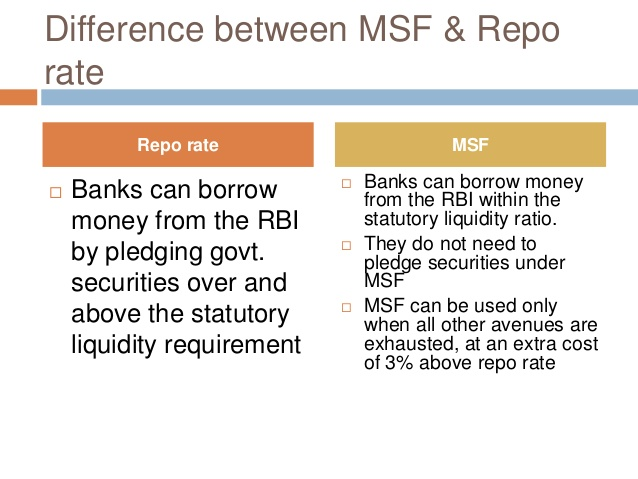 Difference between MSF & Repo
rate
Repo rate
Banks can borrow
money from the RBI
by pledging govt.
securities over and
above the statutory
liquidity requirement
MSF
Banks can borrow money
from the RBI within the
statutory liquidity ratio.
They do not need to
pledge securities under
MSF
MSF can be used only
when all other avenues are
exhausted, at an extra cost
of 3% above repo rate